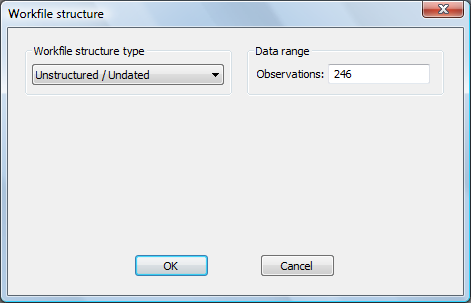 Workfile structure
Workfile structure type
Unstructured / Undated
Data range
Observations: 246
OK
Cancel